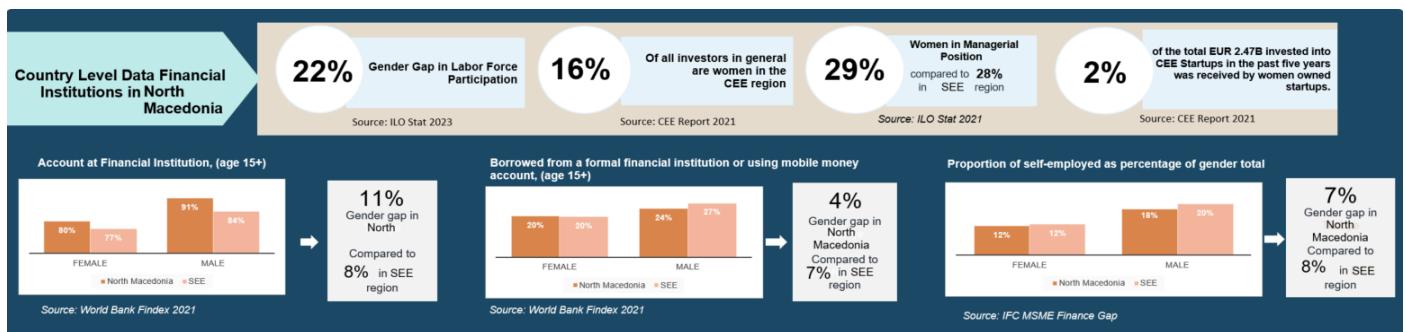 Country Level Data Financial
Institutions in North
Macedonia
22%
Gender Gap in Labor Force
Participation
Source: ILO Stat 2023
16%
Of all investors in general
are women in the
CEE region
Source: CEE Report 2021
29%
Women in Managerial
Position
compared to 28%
in SEE region
Source: ILO Stat 2021
2%
of the total EUR 2.47B invested into
CEE Startups in the past five years
was received by women owned
startups.
Source: CEE Report 2021
Account at Financial Institution, (age 15+)
80%
77%
91%
84%
FEMALE
MALE
North Macedonia SEE
Source: World Bank Findex 2021
11%
Gender gap in
North
Compared to
8% in SEE
region
Borrowed from a formal financial institution or using mobile money
account, (age 15+)
20%
20%
24%
27%
FEMALE
MALE
North Macedonia SEE
Source: World Bank Findex 2021
4%
Gender gap in
North
Macedonia
Compared to
7% in SEE
region
Proportion of self-employed as percentage of gender total
12%
12%
18%
20%
FEMALE
MALE
North Macedonia SEE
Source: IFC MSME Finance Gap
7%
Gender gap in
North
Macedonia
Compared to
8% in SEE
region